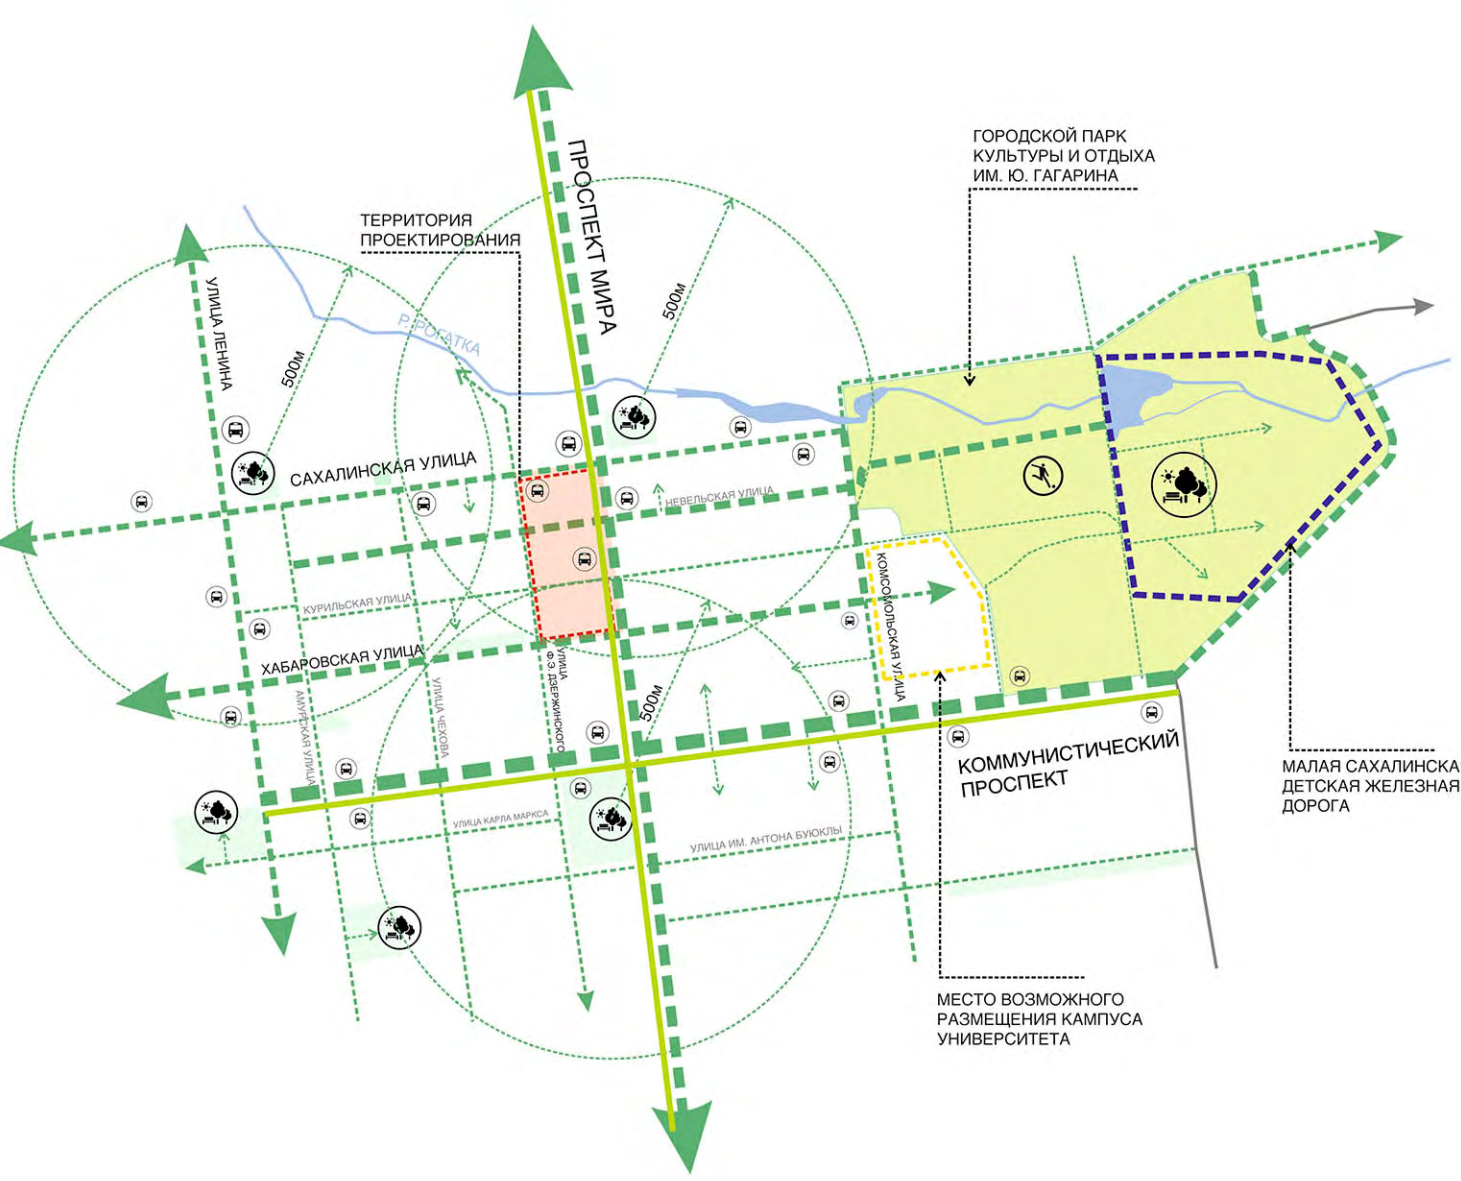 ГОРОДСКОЙ ПАРК
КУЛЬТУРЫ И ОТДЫХА
ИМ. Ю. ГАГАРИНА
ТЕРРИТОРИЯ
ПРОЕКТИРОВАНИЯ
ПРОСПЕКТ МИРА
УЛИЦА ЛЕНИНА
500м
500м
Р. РОГАТКА
САХАЛИНСКАЯ УЛИЦА
НЕВЕЛЬСКАЯ УЛИЦА
КУРИЛЬСКАЯ УЛИЦА
ХАБАРОВСКАЯ УЛИЦА
КОМСОМОЛЬСКАЯ УЛИЦА
АМУРСКАЯ УЛИЦА
УЛИЦА ЧЕХОВА
УЛИЦА
Ф.Э. ДЗЕРЖИНСКОГО
500м
КОММУНИСТИЧЕСКИЙ
ПРОСПЕКТ
МАЛАЯ САХАЛИНСКА
ДЕТСКАЯ ЖЕЛЕЗНАЯ
ДОРОГА
УЛИЦА КАРЛА МАРКСА
УЛИЦА ИМ. АНТОНА БУЮКЛЫ
МЕСТО ВОЗМОЖНОГО
РАЗМЕЩЕНИЯ КАМПУСА
УНИВЕРСИТЕТА